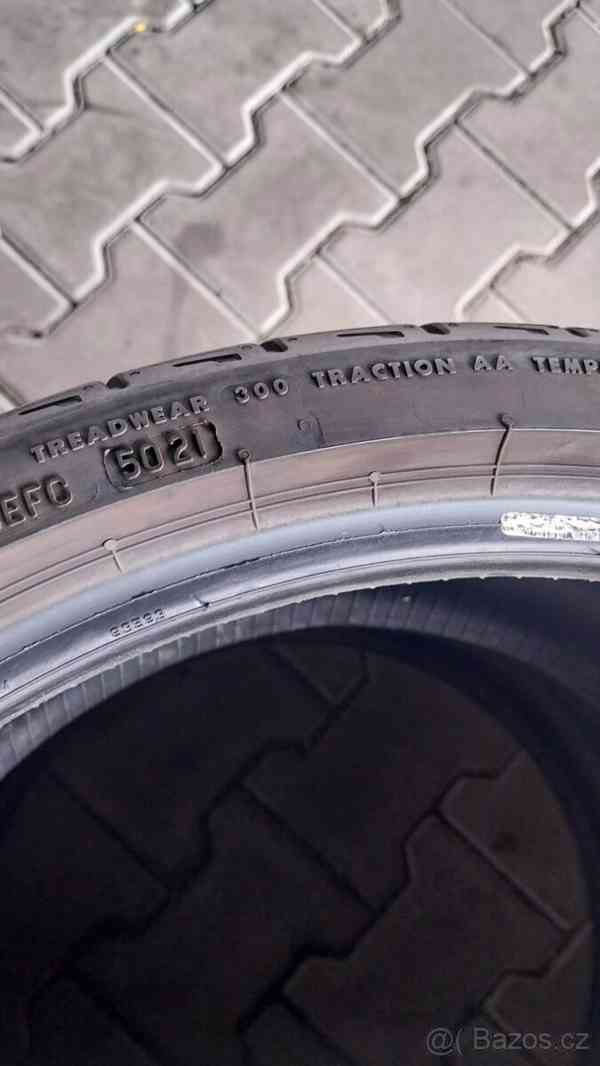 TREADWEAR 300 TRACTION AA TEMP
EFC 5021
@( Bazos.cz